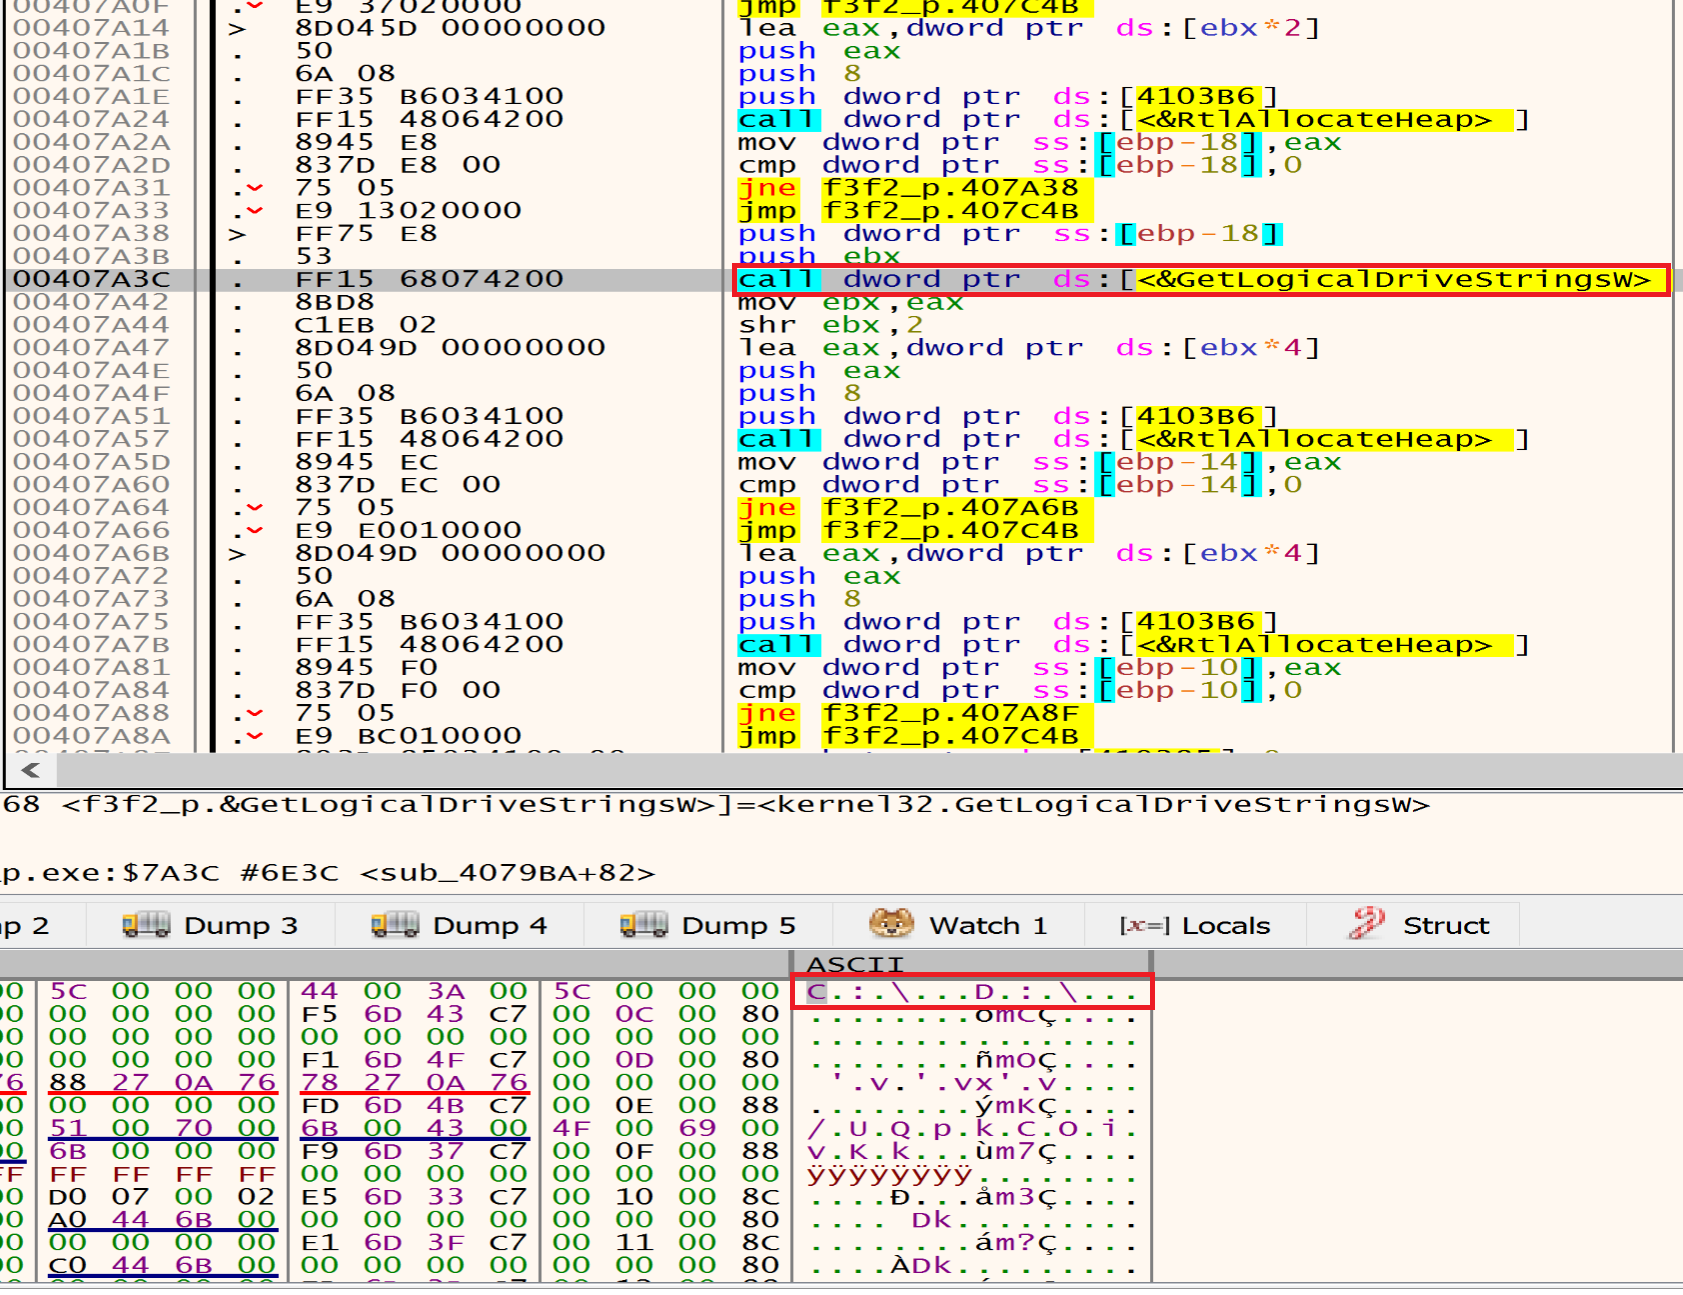 00407A0F . E9 37020000 jmp f3f2_p.407C4B
00407A14 > 8D045D 00000000 lea eax,dword ptr ds:[ebx*2]
00407A1B . 50 push eax
00407A1C . 6A 08 push 8
00407A1E . FF35 B6034100 push dword ptr ds:[4103B6]
00407A24 . FF15 48064200 call dword ptr ds:[<&RtlAllocateHeap>]
00407A2A . 8945 E8 mov dword ptr ss:[ebp-18],eax
00407A2D . 837D E8 00 cmp dword ptr ss:[ebp-18],0
00407A31 . 75 05 jne f3f2_p.407A38
00407A33 . E9 13020000 jmp f3f2_p.407C4B
00407A38 > FF75 E8 push dword ptr ss:[ebp-18]
00407A3B . 53 push ebx
00407A3C . FF15 68074200 call dword ptr ds:[<&GetLogicalDriveStringsW>
00407A42 . 8BD8 mov ebx,eax
00407A44 . C1EB 02 shr ebx,2
00407A47 . 8D049D 00000000 lea eax,dword ptr ds:[ebx*4]
00407A4E . 50 push eax
00407A4F . 6A 08 push 8
00407A51 . FF35 B6034100 push dword ptr ds:[4103B6]
00407A57 . FF15 48064200 call dword ptr ds:[<&RtlAllocateHeap>]
00407A5D . 8945 EC mov dword ptr ss:[ebp-14],eax
00407A60 . 837D EC 00 cmp dword ptr ss:[ebp-14],0
00407A64 . 75 05 jne f3f2_p.407A6B
00407A66 . E9 E0010000 jmp f3f2_p.407C4B
00407A6B > 8D049D 00000000 lea eax,dword ptr ds:[ebx*4]
00407A72 . 50 push eax
00407A73 . 6A 08 push 8
00407A75 . FF35 B6034100 push dword ptr ds:[4103B6]
00407A7B . FF15 48064200 call dword ptr ds:[<&RtlAllocateHeap>]
00407A81 . 8945 F0 mov dword ptr ss:[ebp-10],eax
00407A84 . 837D F0 00 cmp dword ptr ss:[ebp-10],0
00407A88 . 75 05 jne f3f2_p.407A8F
00407A8A . E9 BC010000 jmp f3f2_p.407C4B
68 <f3f2_p.&GetLogicalDriveStringsW>]=<kernel32.GetLogicalDriveStringsW>
p.exe:$7A3C #6E3C <sub_4079BA+82>
p 2 Dump 3 Dump 4 Dump 5 Watch 1 [x=] Locals Struct
ASCII
00 5C 00 00 00 44 00 3A 00 5C 00 00 00 C.:.\...D.:.\...
00 00 00 00 00 F5 6D 43 C7 00 0C 00 80 ........õmCÇ....
00 00 00 00 00 00 00 00 00 00 00 00 00 ................
00 00 00 00 00 F1 6D 4F C7 00 0D 00 80 ........ñmOÇ....
76 88 27 0A 76 78 27 0A 76 00 00 00 00 '.v.'.vx'.v....
00 00 00 00 00 FD 6D 4B C7 00 0E 00 88 ........ýmKÇ....
00 51 00 70 00 6B 00 43 00 4F 00 69 00 /.U.Q.p.k.C.O.i.
00 6B 00 00 00 F9 6D 37 C7 00 0F 00 88 v.K.k...ùm7Ç....
FF FF FF FF FF 00 00 00 00 00 00 00 00 ÿÿÿÿÿÿÿÿ........
00 D0 07 00 02 E5 6D 33 C7 00 10 00 8C ....Ð...åm3Ç....
00 A0 44 6B 00 00 00 00 00 00 00 00 80 .... Dk.........
00 00 00 00 00 E1 6D 3F C7 00 11 00 8C ........ám?Ç....
00 C0 44 6B 00 00 00 00 00 00 00 00 80 ....ÀDk.........